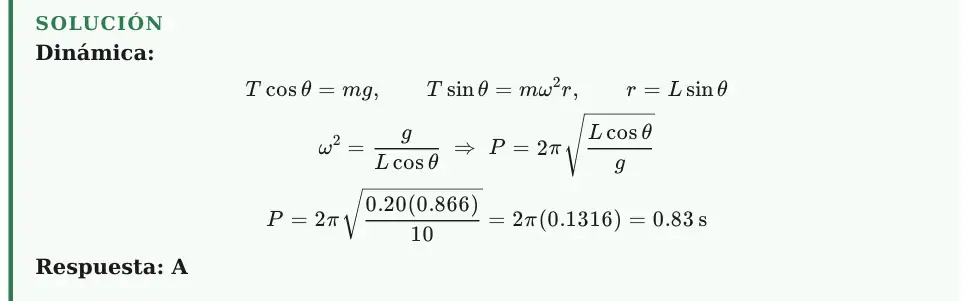 SOLUCIÓN
Dinámica:
T cos θ = mg,  T sin θ = mω²r,  r = L sin θ
ω² = g / (L cos θ) ⇒ P = 2π √(L cos θ / g)
P = 2π √(0.20(0.866) / 10) = 2π(0.1316) = 0.83 s
Respuesta: A